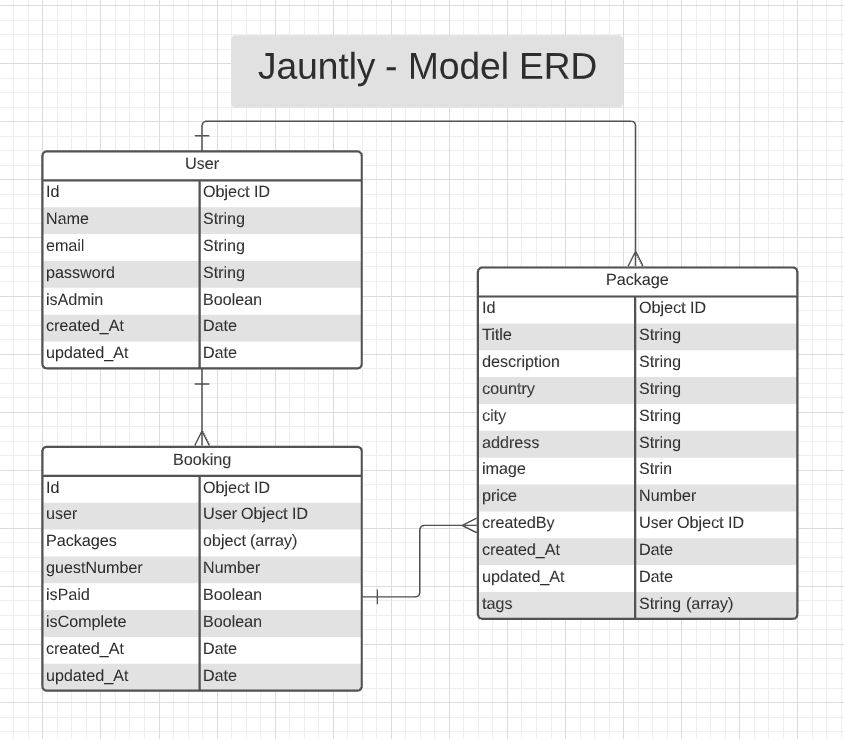 Jauntly - Model ERD
User
Id Object ID
Name String
email String
password String
isAdmin Boolean
created_At Date
updated_At Date
Package
Id Object ID
Title String
description String
country String
city String
address String
image Strin
price Number
createdBy User Object ID
created_At Date
updated_At Date
tags String (array)
Booking
Id Object ID
user User Object ID
Packages object (array)
guestNumber Number
isPaid Boolean
isComplete Boolean
created_At Date
updated_At Date